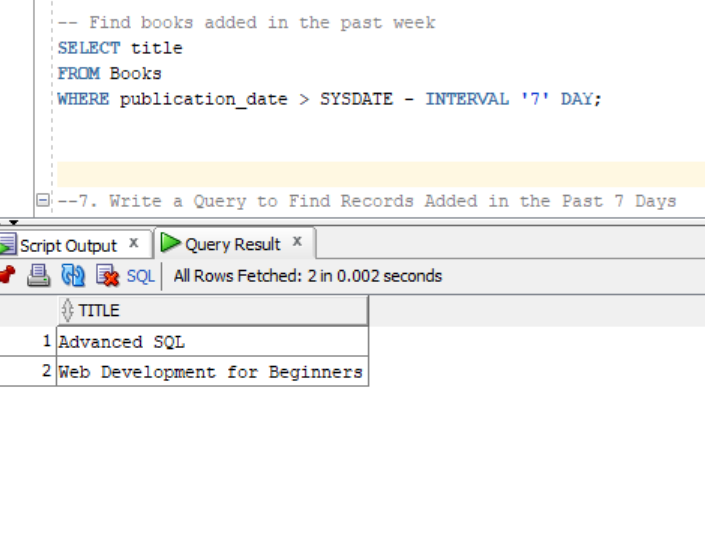 -- Find books added in the past week
SELECT title
FROM Books
WHERE publication_date > SYSDATE - INTERVAL '7' DAY;
--7. Write a Query to Find Records Added in the Past 7 Days
Script Output x Query Result x
SQL All Rows Fetched: 2 in 0.002 seconds
TITLE
1 Advanced SQL
2 Web Development for Beginners